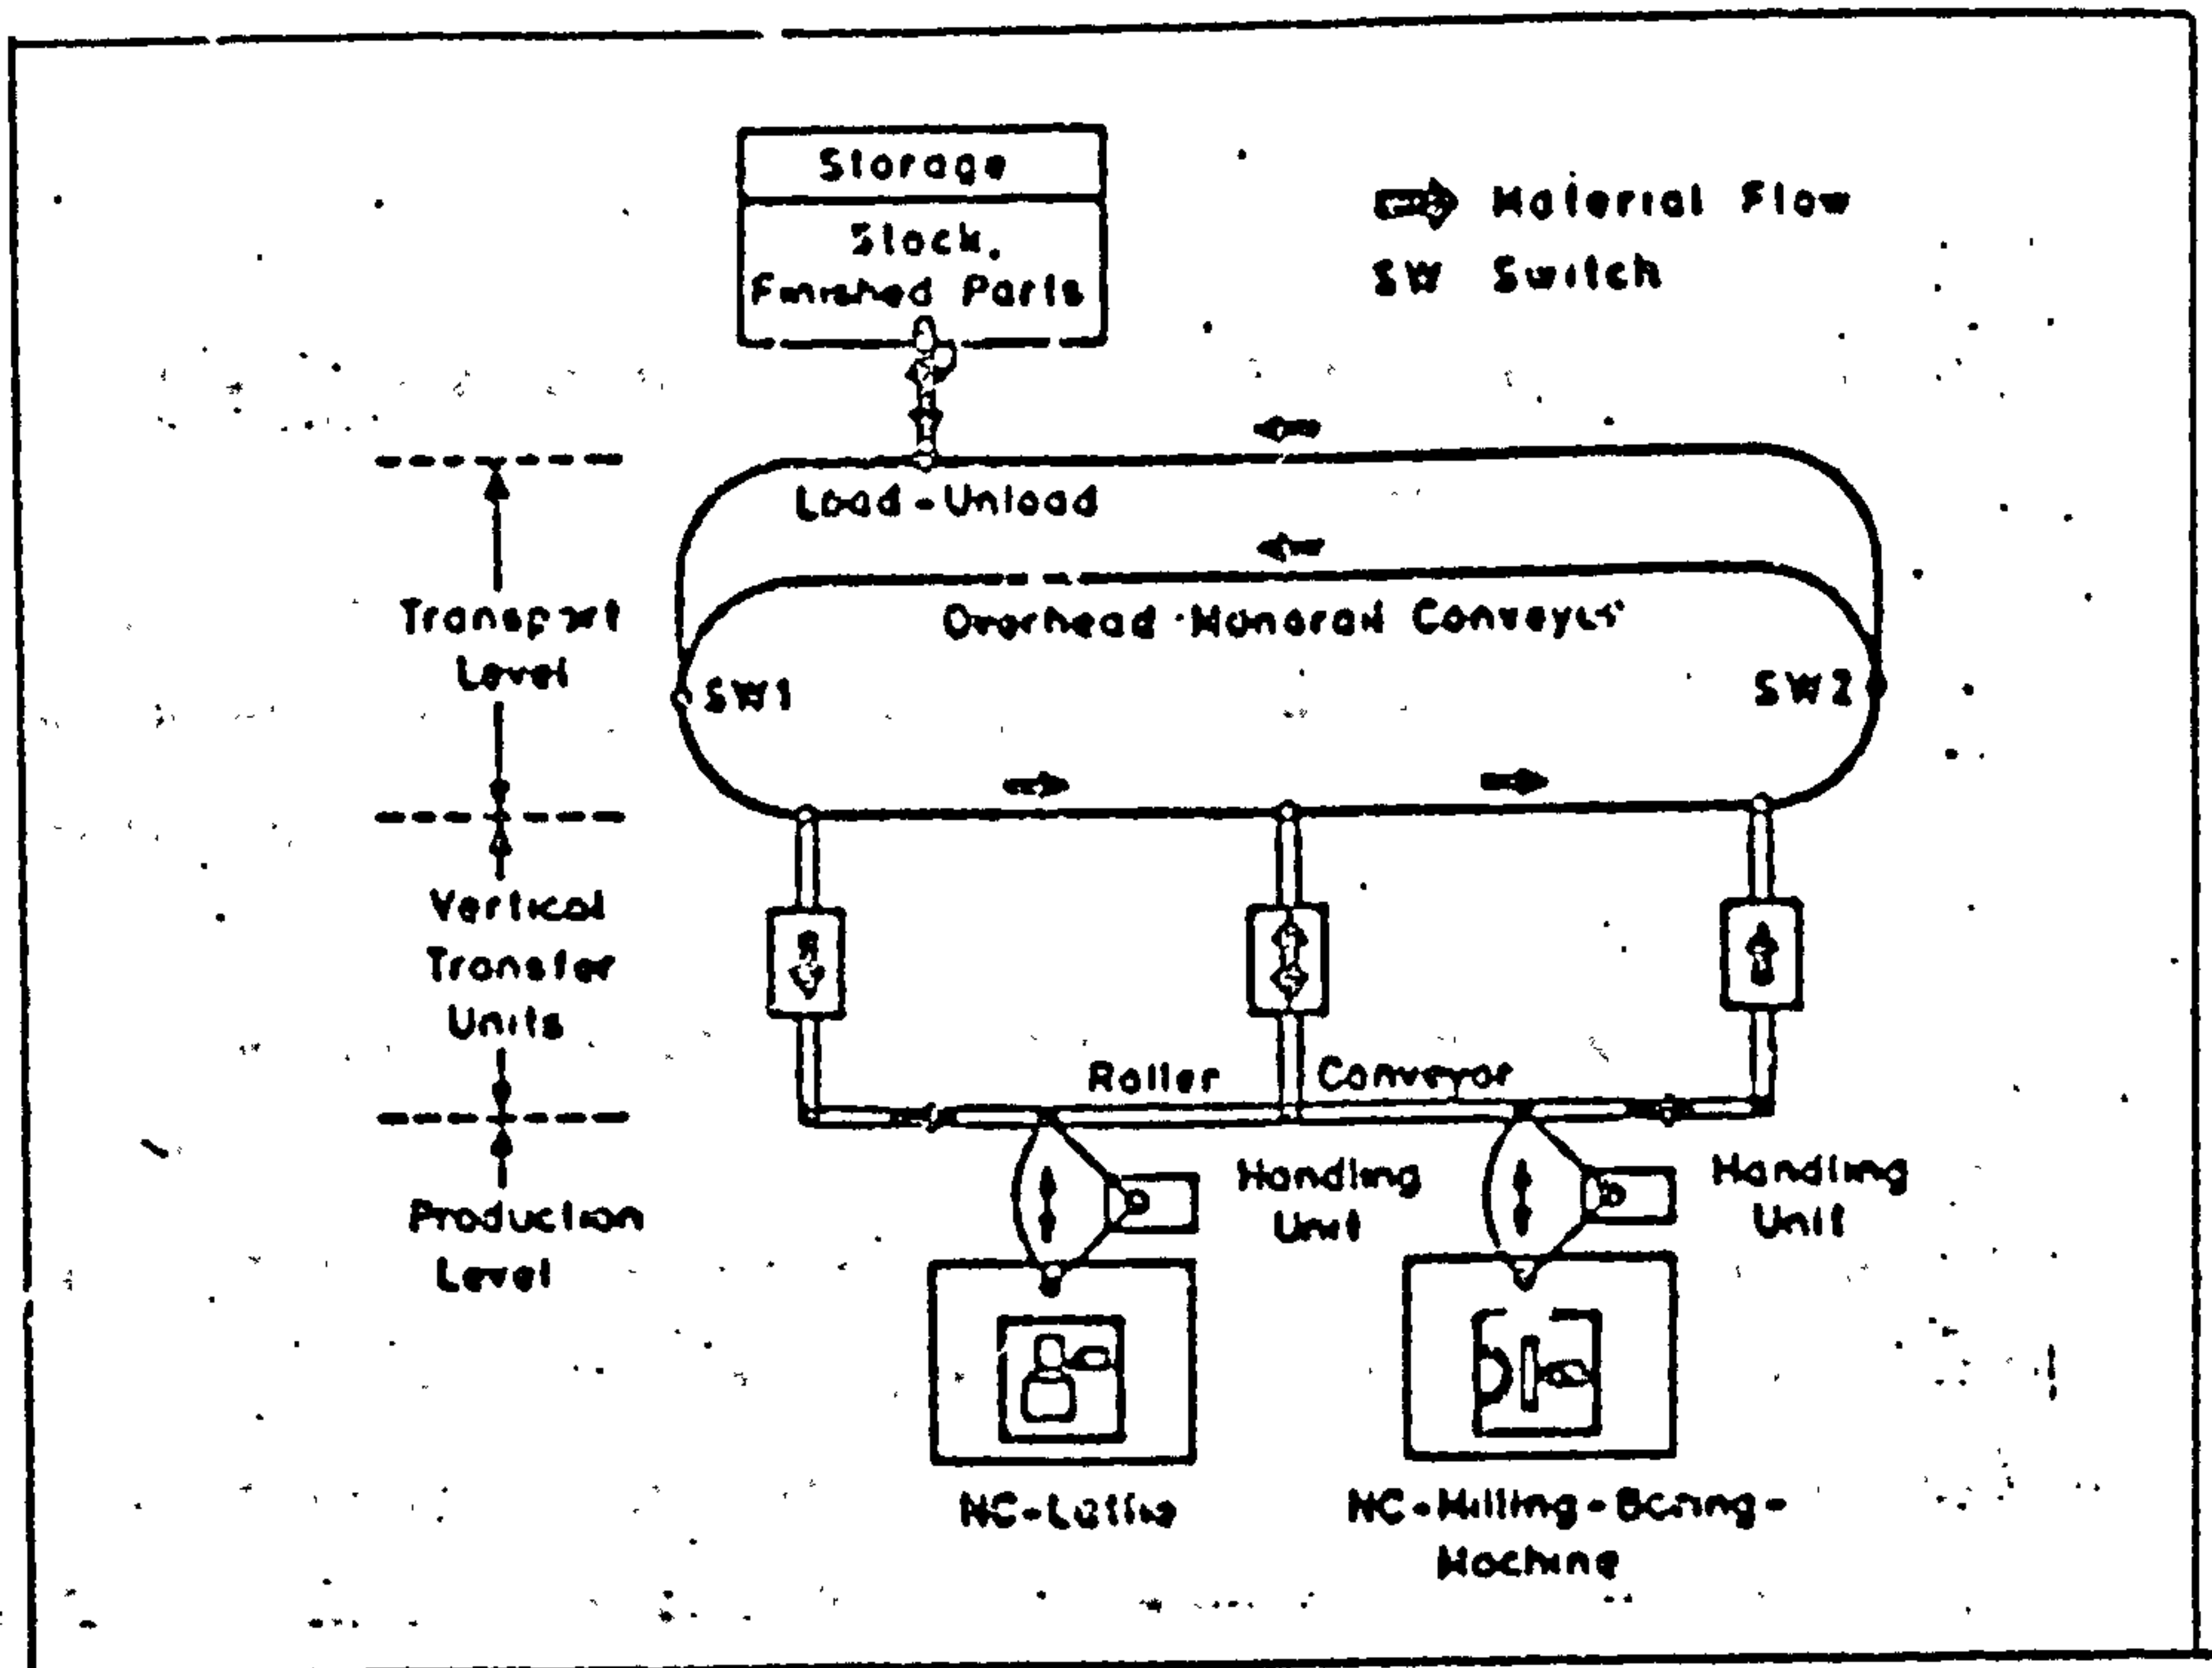 Storage
Stock,
Finished Parts
Material Flow
SW Switch
Load - Unload
Overhead-Monorail Conveyor
Transport
Level
SW1
SW2
Vertical
Transfer
Units
Roller Conveyor
Handling
Unit
Handling
Unit
Production
Level
NC-Lathe
NC-Milling-Boring-
Machine